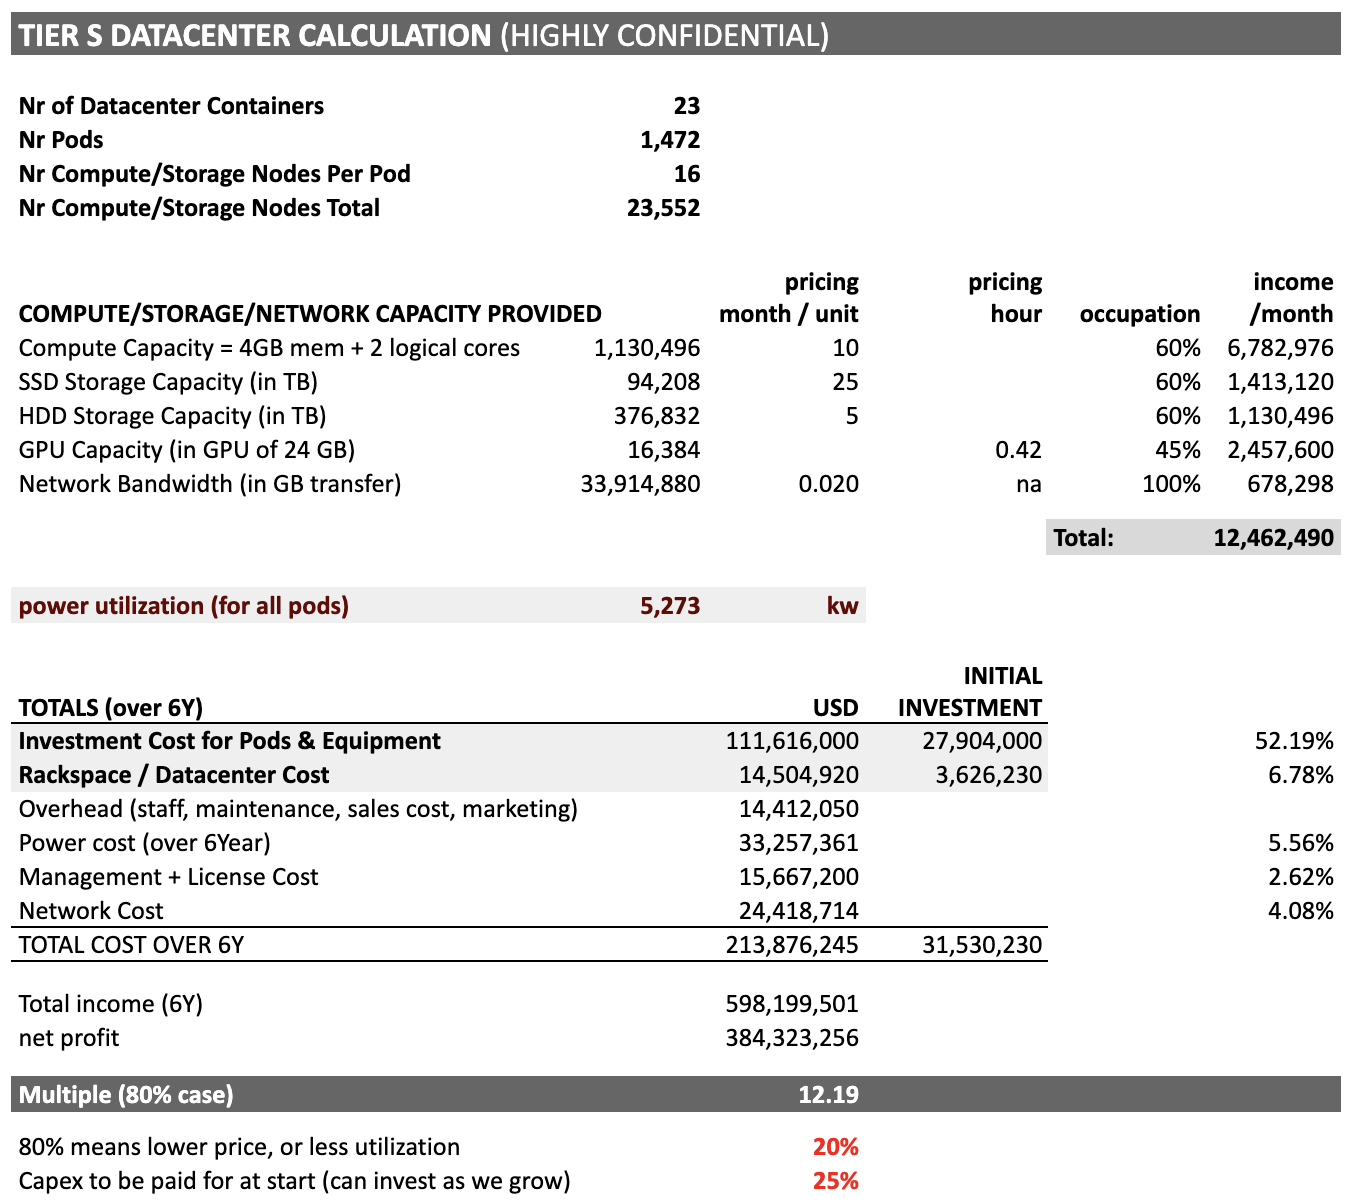 TIER S DATACENTER CALCULATION (HIGHLY CONFIDENTIAL)
Nr of Datacenter Containers 23
Nr Pods 1,472
Nr Compute/Storage Nodes Per Pod 16
Nr Compute/Storage Nodes Total 23,552
pricing pricing income
COMPUTE/STORAGE/NETWORK CAPACITY PROVIDED month / unit hour occupation /month
Compute Capacity = 4GB mem + 2 logical cores 1,130,496 10 60% 6,782,976
SSD Storage Capacity (in TB) 94,208 25 60% 1,413,120
HDD Storage Capacity (in TB) 376,832 5 60% 1,130,496
GPU Capacity (in GPU of 24 GB) 16,384 0.42 45% 2,457,600
Network Bandwidth (in GB transfer) 33,914,880 0.020 na 100% 678,298
Total: 12,462,490
power utilization (for all pods) 5,273 kw
INITIAL
TOTALS (over 6Y) USD INVESTMENT
Investment Cost for Pods & Equipment 111,616,000 27,904,000 52.19%
Rackspace / Datacenter Cost 14,504,920 3,626,230 6.78%
Overhead (staff, maintenance, sales cost, marketing) 14,412,050
Power cost (over 6Year) 33,257,361 5.56%
Management + License Cost 15,667,200 2.62%
Network Cost 24,418,714 4.08%
TOTAL COST OVER 6Y 213,876,245 31,530,230
Total income (6Y) 598,199,501
net profit 384,323,256
Multiple (80% case) 12.19
80% means lower price, or less utilization 20%
Capex to be paid for at start (can invest as we grow) 25%